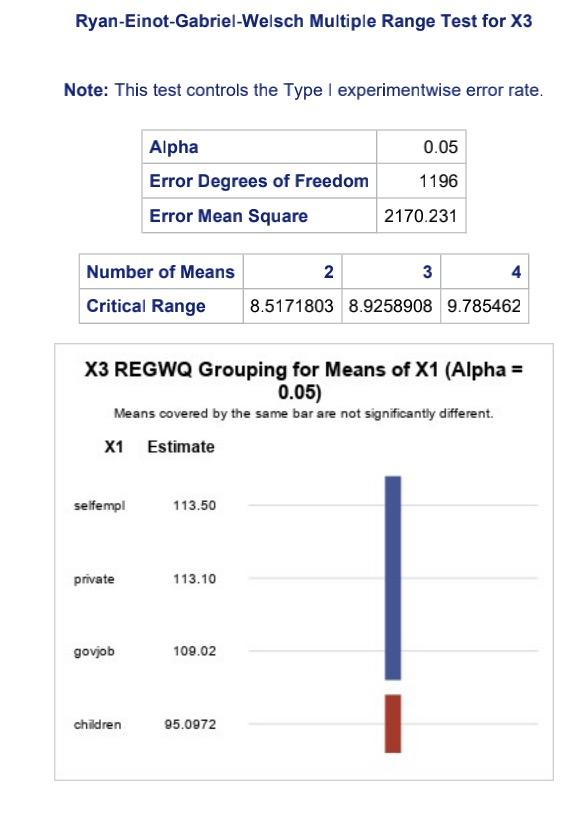 Ryan-Einot-Gabriel-Welsch Multiple Range Test for X3
Note: This test controls the Type I experimentwise error rate.
Alpha 0.05
Error Degrees of Freedom 1196
Error Mean Square 2170.231
Number of Means 2 3 4
Critical Range 8.5171803 8.9258908 9.785462
X3 REGWQ Grouping for Means of X1 (Alpha =
0.05)
Means covered by the same bar are not significantly different.
X1 Estimate
selfempl 113.50
private 113.10
govjob 109.02
children 95.0972